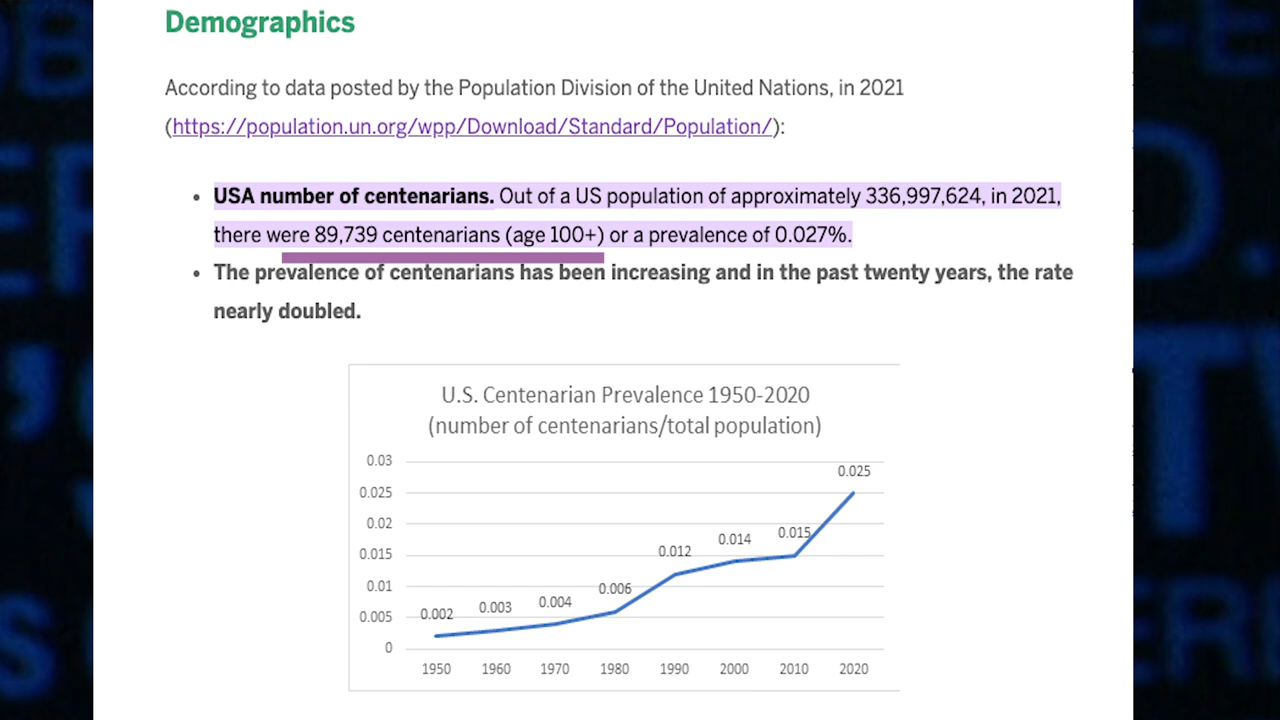 Demographics
According to data posted by the Population Division of the United Nations, in 2021
(https://population.un.org/wpp/Download/Standard/Population/):
• USA number of centenarians. Out of a US population of approximately 336,997,624, in 2021,
there were 89,739 centenarians (age 100+) or a prevalence of 0.027%.
• The prevalence of centenarians has been increasing and in the past twenty years, the rate
nearly doubled.
U.S. Centenarian Prevalence 1950-2020
(number of centenarians/total population)
0.03
0.025
0.02
0.015
0.01
0.005
0
0.002
0.003
0.004
0.006
0.012
0.014
0.015
0.025
1950 1960 1970 1980 1990 2000 2010 2020